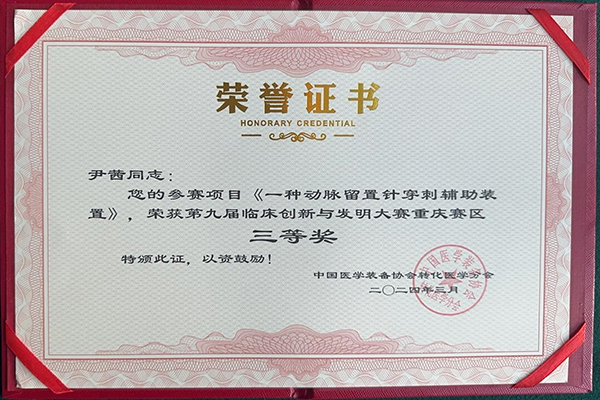 荣誉证书
HONORARY CREDENTIAL
尹茜同志：
您的参赛项目《一种动脉留置针穿刺辅助装
置》，荣获第九届临床创新与发明大赛重庆赛区
三等奖
特颁此证，以资鼓励！
中国医学装备协会转化医学分会
二〇二四年三月